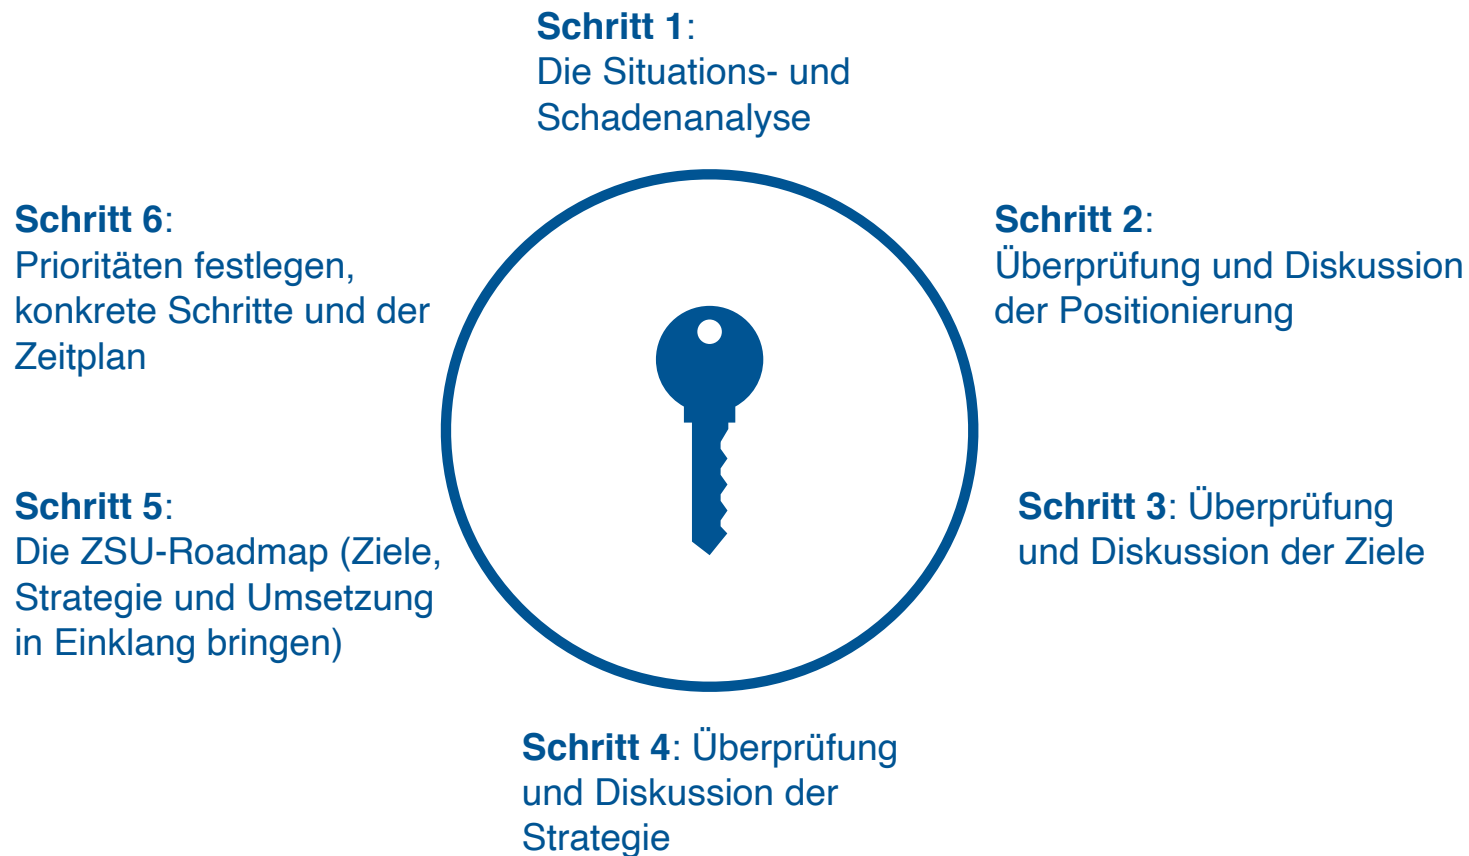 Schritt 1:
Die Situations- und
Schadenanalyse
Schritt 2:
Überprüfung und Diskussion
der Positionierung
Schritt 3: Überprüfung
und Diskussion der Ziele
Schritt 4: Überprüfung
und Diskussion der
Strategie
Schritt 5:
Die ZSU-Roadmap (Ziele,
Strategie und Umsetzung
in Einklang bringen)
Schritt 6:
Prioritäten festlegen,
konkrete Schritte und der
Zeitplan